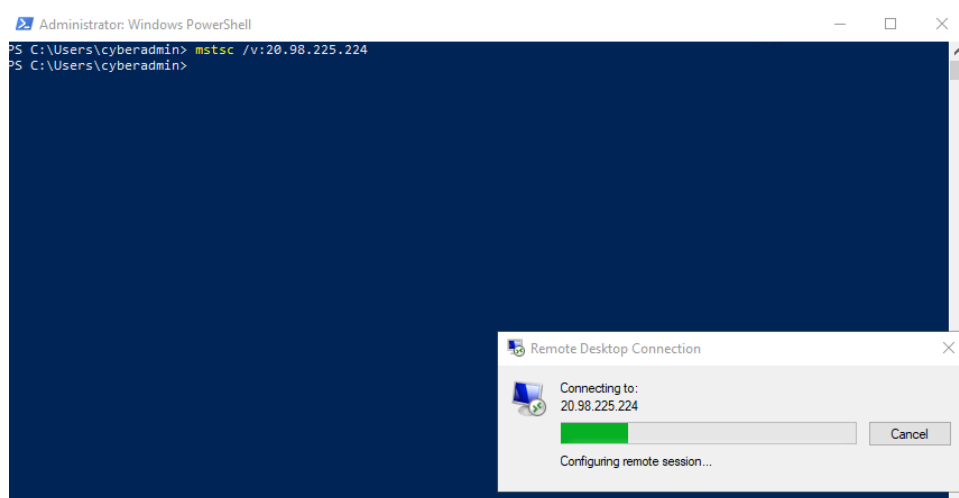 Administrator: Windows PowerShell
PS C:\Users\cyberadmin> mstsc /v:20.98.225.224
PS C:\Users\cyberadmin>
Remote Desktop Connection
Connecting to:
20.98.225.224
Cancel
Configuring remote session...